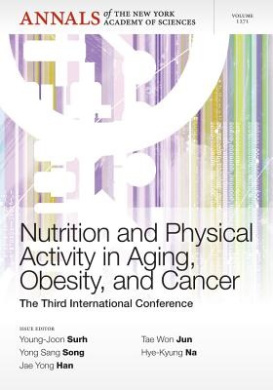 ANNALS of THE NEW YORK
ACADEMY OF SCIENCES
VOLUME
1271
Nutrition and Physical
Activity in Aging,
Obesity, and Cancer
The Third International Conference
ISSUE EDITOR
Young-Joon Surh
Yong Sang Song
Jae Yong Han
Tae Won Jun
Hye-Kyung Na